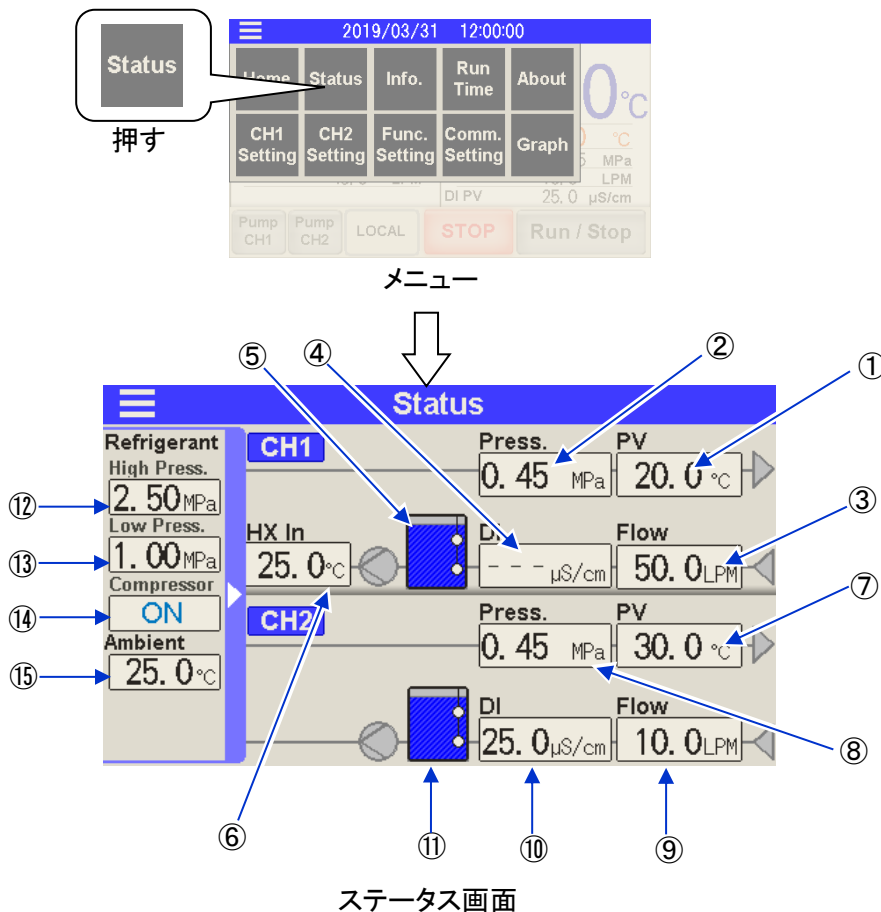 Status
押す
2019/03/31 12:00:00
Home Status Info. Run Time About
CH1 Setting CH2 Setting Func. Setting Comm. Setting Graph
℃
℃
MPa
LPM
DI PV 25.0 μS/cm
Pump CH1 Pump CH2 LOCAL STOP Run / Stop
メニュー
⑤ ④ ② ①
Status
Refrigerant
High Press.
⑫ 2.50MPa
Low Press.
⑬ 1.00MPa
Compressor
⑭ ON
Ambient
⑮ 25.0℃
CH1 Press. PV
0.45 MPa 20.0 ℃
HX In DI Flow ③
25.0℃ --- μS/cm 50.0LPM
⑦
CH2 Press. PV
0.45 MPa 30.0 ℃
DI Flow
25.0μS/cm 10.0LPM ⑧
⑥ ⑪ ⑩ ⑨
ステータス画面